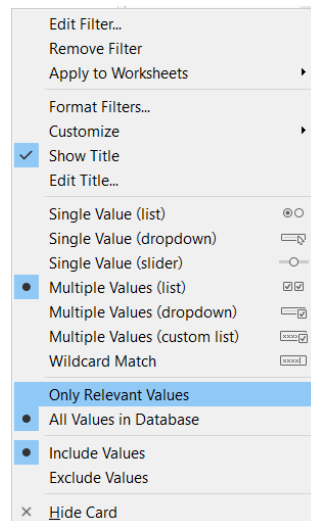 Edit Filter...
Remove Filter
Apply to Worksheets
Format Filters...
Customize
Show Title
Edit Title...
Single Value (list)
Single Value (dropdown)
Single Value (slider)
Multiple Values (list)
Multiple Values (dropdown)
Multiple Values (custom list)
Wildcard Match
Only Relevant Values
All Values in Database
Include Values
Exclude Values
Hide Card